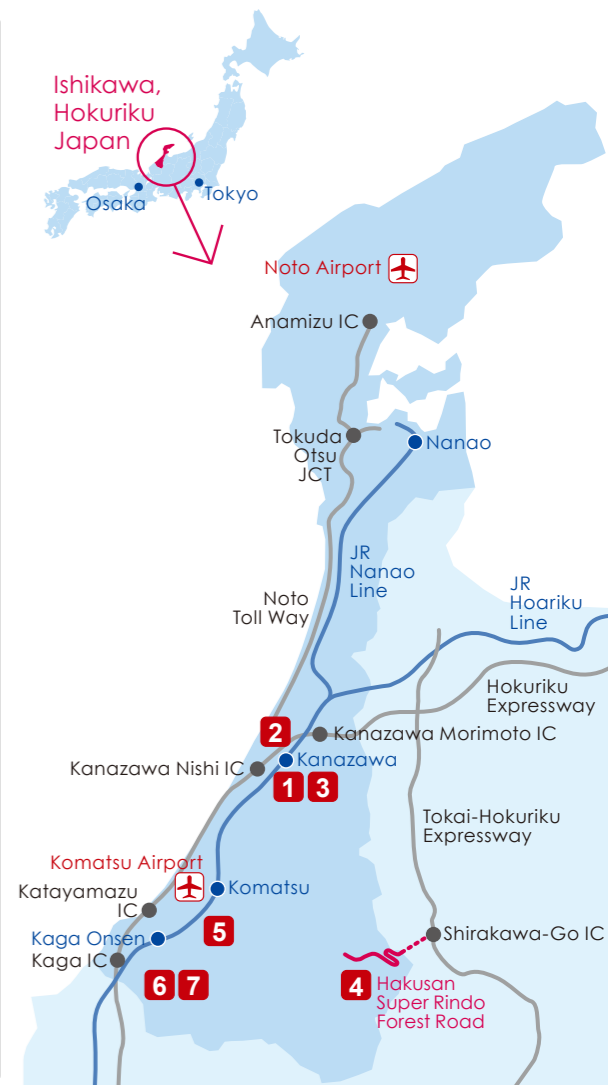 Ishikawa,
Hokuriku
Japan
Osaka
Tokyo
Noto Airport
Anamizu IC
Tokuda
Otsu
JCT
Nanao
JR
Nanao
Line
JR
Hoariku
Line
Noto
Toll Way
Hokuriku
Expressway
2
Kanazawa Morimoto IC
Kanazawa Nishi IC
Kanazawa
1 3
Tokai-Hokuriku
Expressway
Komatsu Airport
Katayamazu
IC
Komatsu
5
Kaga Onsen
Kaga IC
Shirakawa-Go IC
6 7
4
Hakusan
Super Rindo
Forest Road